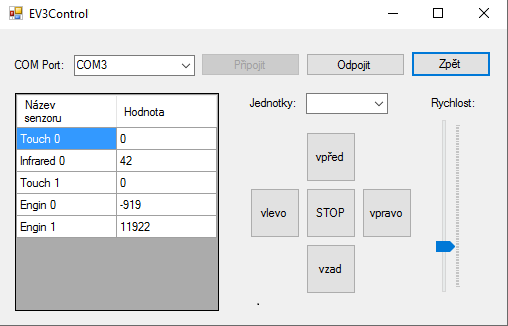 EV3Control
COM Port: COM3 Připojit Odpojit Zpět
Název senzoru Hodnota
Touch 0 0
Infrared 0 42
Touch 1 0
Engin 0 -919
Engin 1 11922
Jednotky:
Rychlost:
vpřed
vlevo STOP vpravo
vzad
.